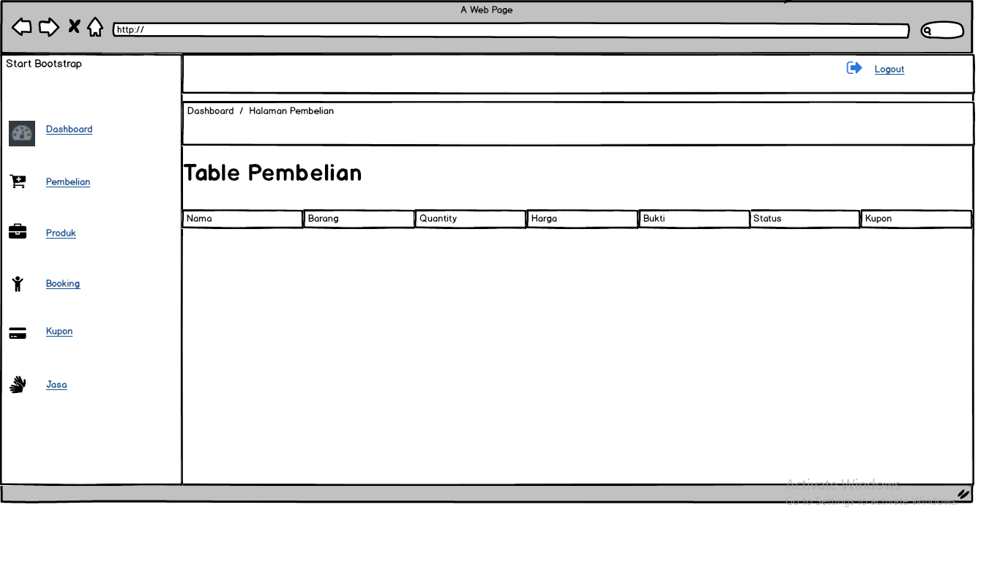 A Web Page
http://
Start Bootstrap
Logout
Dashboard / Halaman Pembelian
Dashboard
Pembelian
Produk
Booking
Kupon
Jasa
Table Pembelian
Nama Barang Quantity Harga Bukti Status Kupon
Activate Windows
Go to Settings to activate Windows.